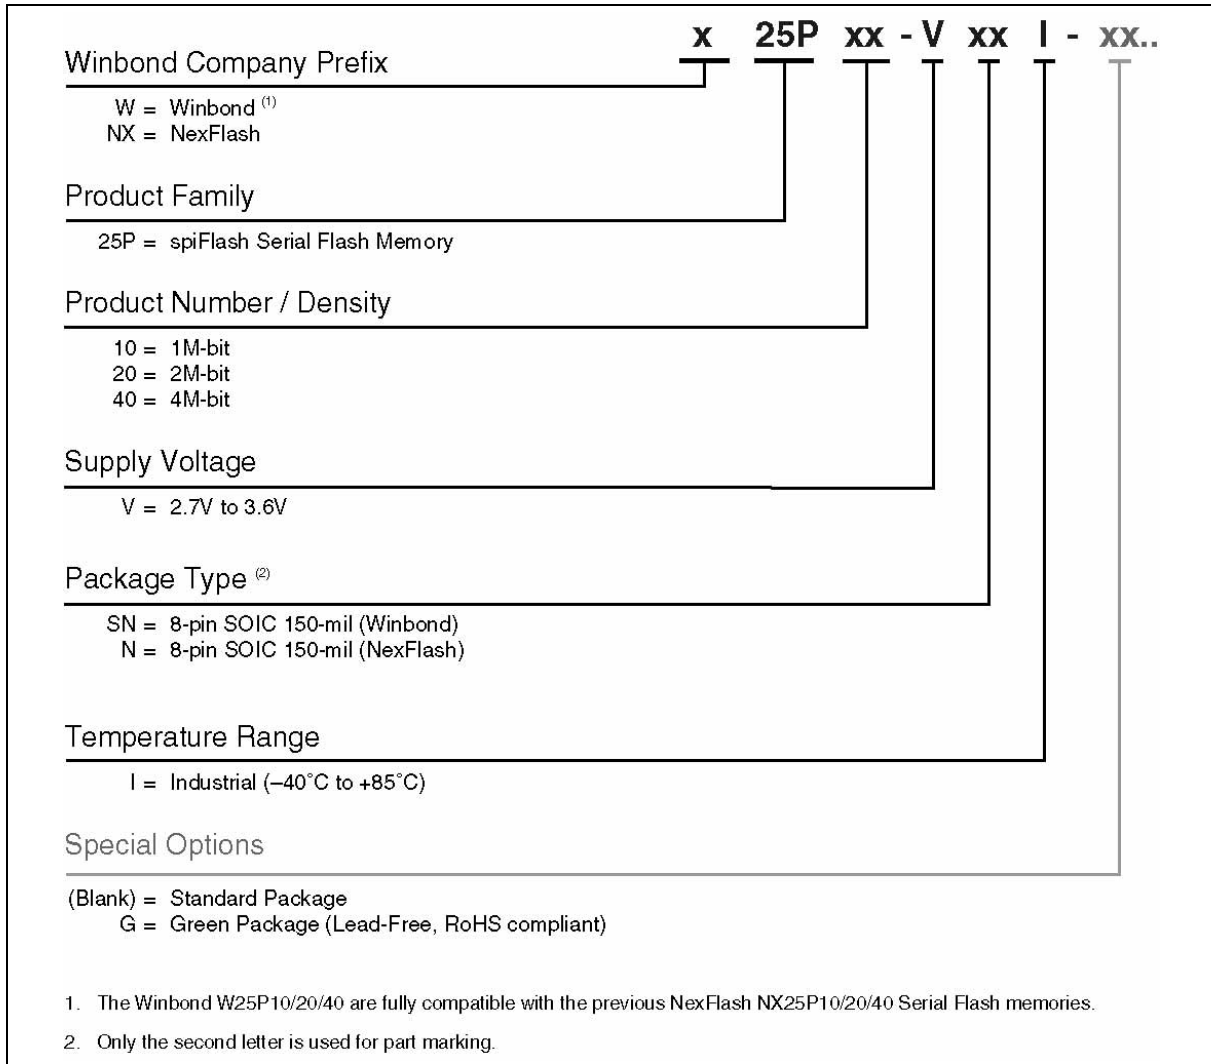 x 25P xx - V xx I - xx..
Winbond Company Prefix
W = Winbond (1)
NX = NexFlash
Product Family
25P = spiFlash Serial Flash Memory
Product Number / Density
10 = 1M-bit
20 = 2M-bit
40 = 4M-bit
Supply Voltage
V = 2.7V to 3.6V
Package Type (2)
SN = 8-pin SOIC 150-mil (Winbond)
N = 8-pin SOIC 150-mil (NexFlash)
Temperature Range
I = Industrial (–40°C to +85°C)
Special Options
(Blank) = Standard Package
G = Green Package (Lead-Free, RoHS compliant)
1. The Winbond W25P10/20/40 are fully compatible with the previous NexFlash NX25P10/20/40 Serial Flash memories.
2. Only the second letter is used for part marking.